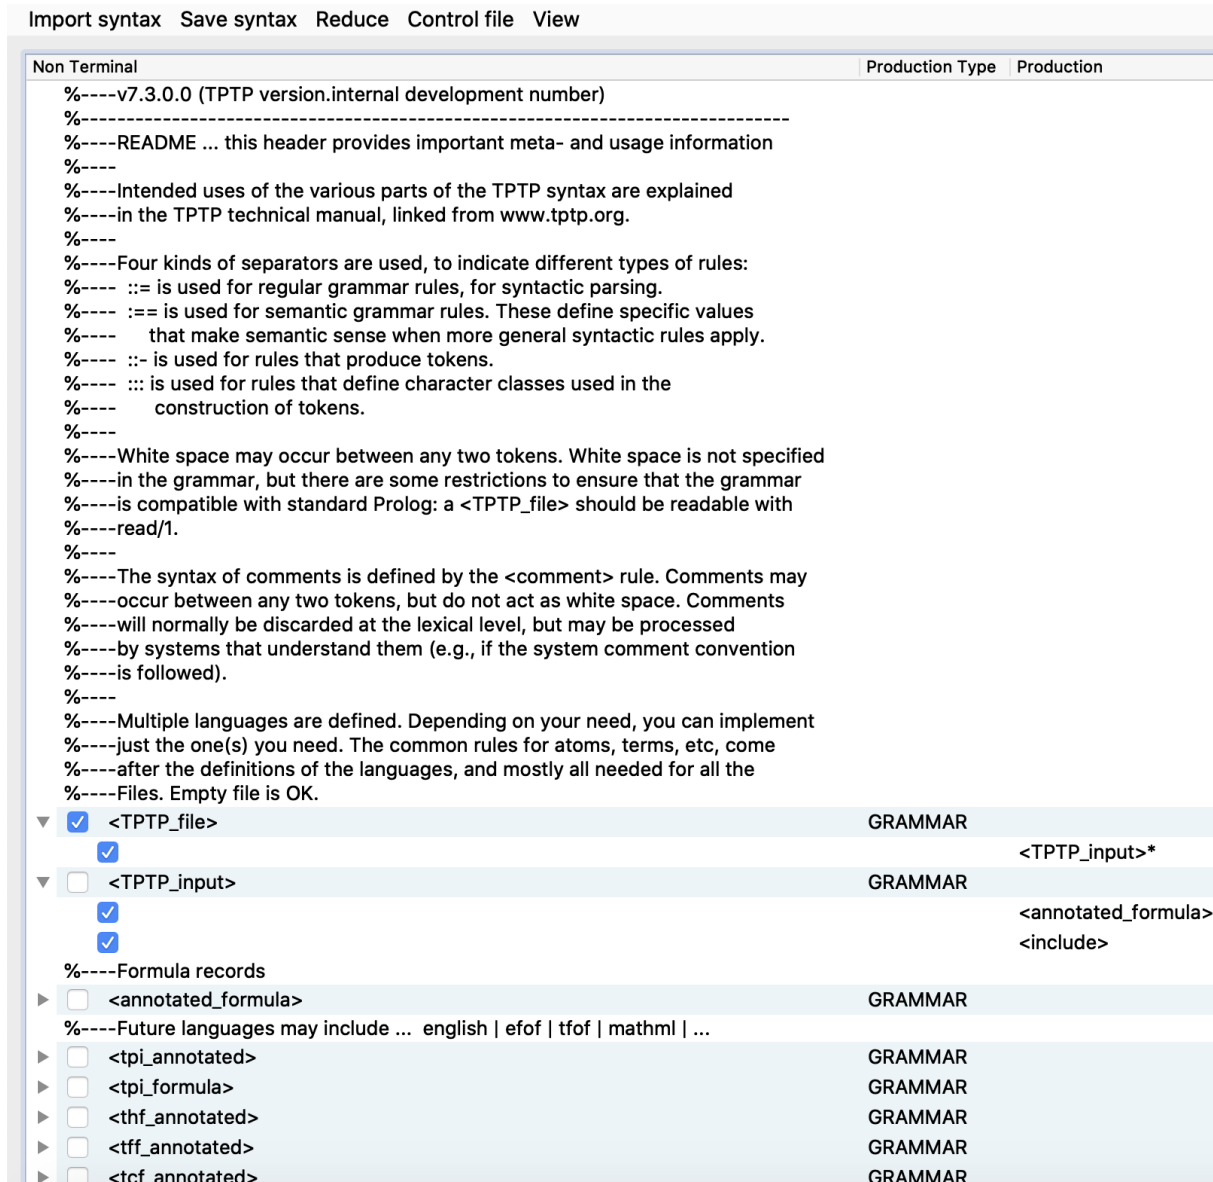 Import syntax Save syntax Reduce Control file View
Non Terminal Production Type Production
%----v7.3.0.0 (TPTP version.internal development number)
%--------------------------------------------------------------------------
%----README ... this header provides important meta- and usage information
%----
%----Intended uses of the various parts of the TPTP syntax are explained
%----in the TPTP technical manual, linked from www.tptp.org.
%----
%----Four kinds of separators are used, to indicate different types of rules:
%---- ::= is used for regular grammar rules, for syntactic parsing.
%---- :== is used for semantic grammar rules. These define specific values
%---- that make semantic sense when more general syntactic rules apply.
%---- ::- is used for rules that produce tokens.
%---- ::: is used for rules that define character classes used in the
%---- construction of tokens.
%----
%----White space may occur between any two tokens. White space is not specified
%----in the grammar, but there are some restrictions to ensure that the grammar
%----is compatible with standard Prolog: a <TPTP_file> should be readable with
%----read/1.
%----
%----The syntax of comments is defined by the <comment> rule. Comments may
%----occur between any two tokens, but do not act as white space. Comments
%----will normally be discarded at the lexical level, but may be processed
%----by systems that understand them (e.g., if the system comment convention
%----is followed).
%----
%----Multiple languages are defined. Depending on your need, you can implement
%----just the one(s) you need. The common rules for atoms, terms, etc, come
%----after the definitions of the languages, and mostly all needed for all the
%----Files. Empty file is OK.
<TPTP_file> GRAMMAR
<TPTP_input>*
<TPTP_input> GRAMMAR
<annotated_formula>
<include>
%----Formula records
<annotated_formula> GRAMMAR
%----Future languages may include ... english | efof | tfof | mathml | ...
<tpi_annotated> GRAMMAR
<tpi_formula> GRAMMAR
<thf_annotated> GRAMMAR
<tff_annotated> GRAMMAR
<tcf_annotated> GRAMMAR